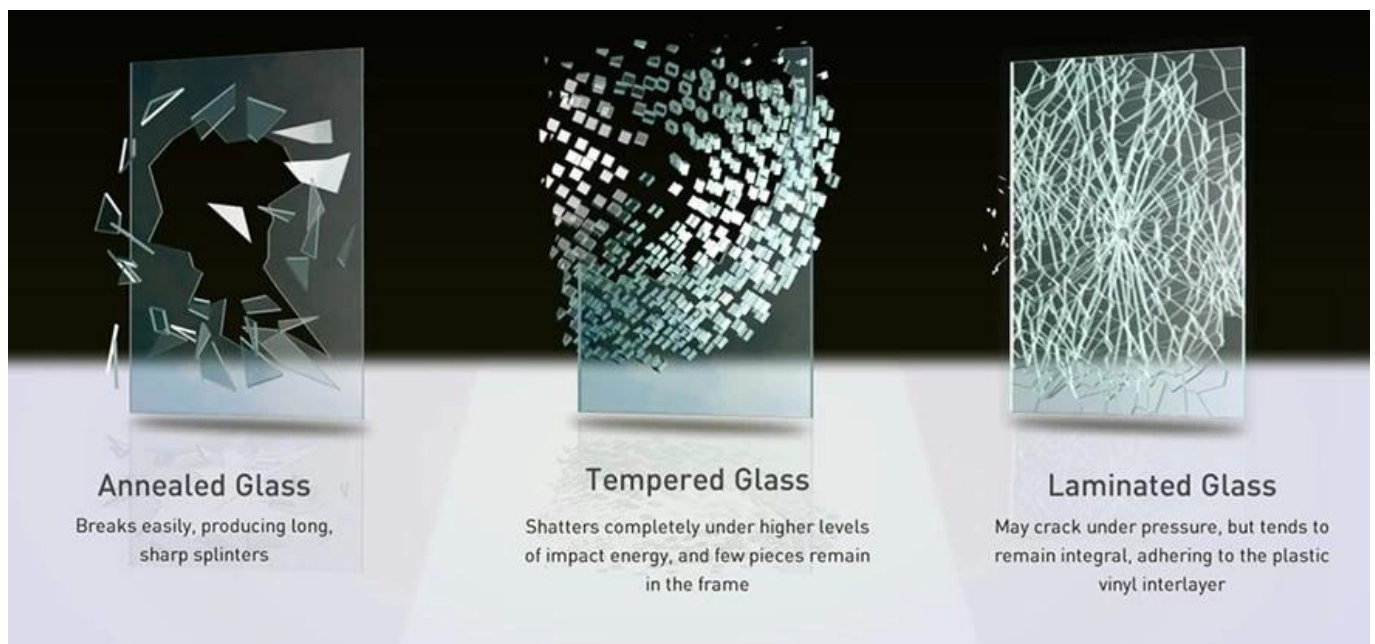 Annealed Glass
Breaks easily, producing long,
sharp splinters
Tempered Glass
Shatters completely under higher levels
of impact energy, and few pieces remain
in the frame
Laminated Glass
May crack under pressure, but tends to
remain integral, adhering to the plastic
vinyl interlayer